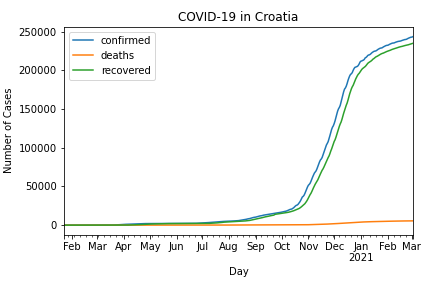 COVID-19 in Croatia
250000
200000
150000
100000
50000
0
Number of Cases
confirmed
deaths
recovered
Feb Mar Apr May Jun Jul Aug Sep Oct Nov Dec Jan Feb Mar
2021
Day